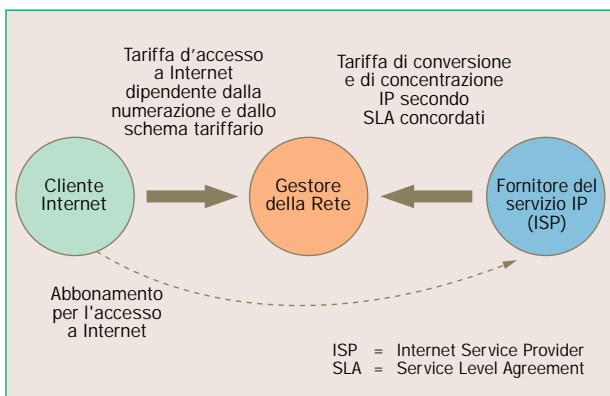 Tariffa d'accesso
a Internet
dipendente dalla
numerazione e dallo
schema tariffario
Tariffa di conversione
e di concentrazione
IP secondo
SLA concordati
Cliente
Internet
Gestore
della Rete
Fornitore del
servizio IP
(ISP)
Abbonamento
per l'accesso
a Internet
ISP = Internet Service Provider
SLA = Service Level Agreement